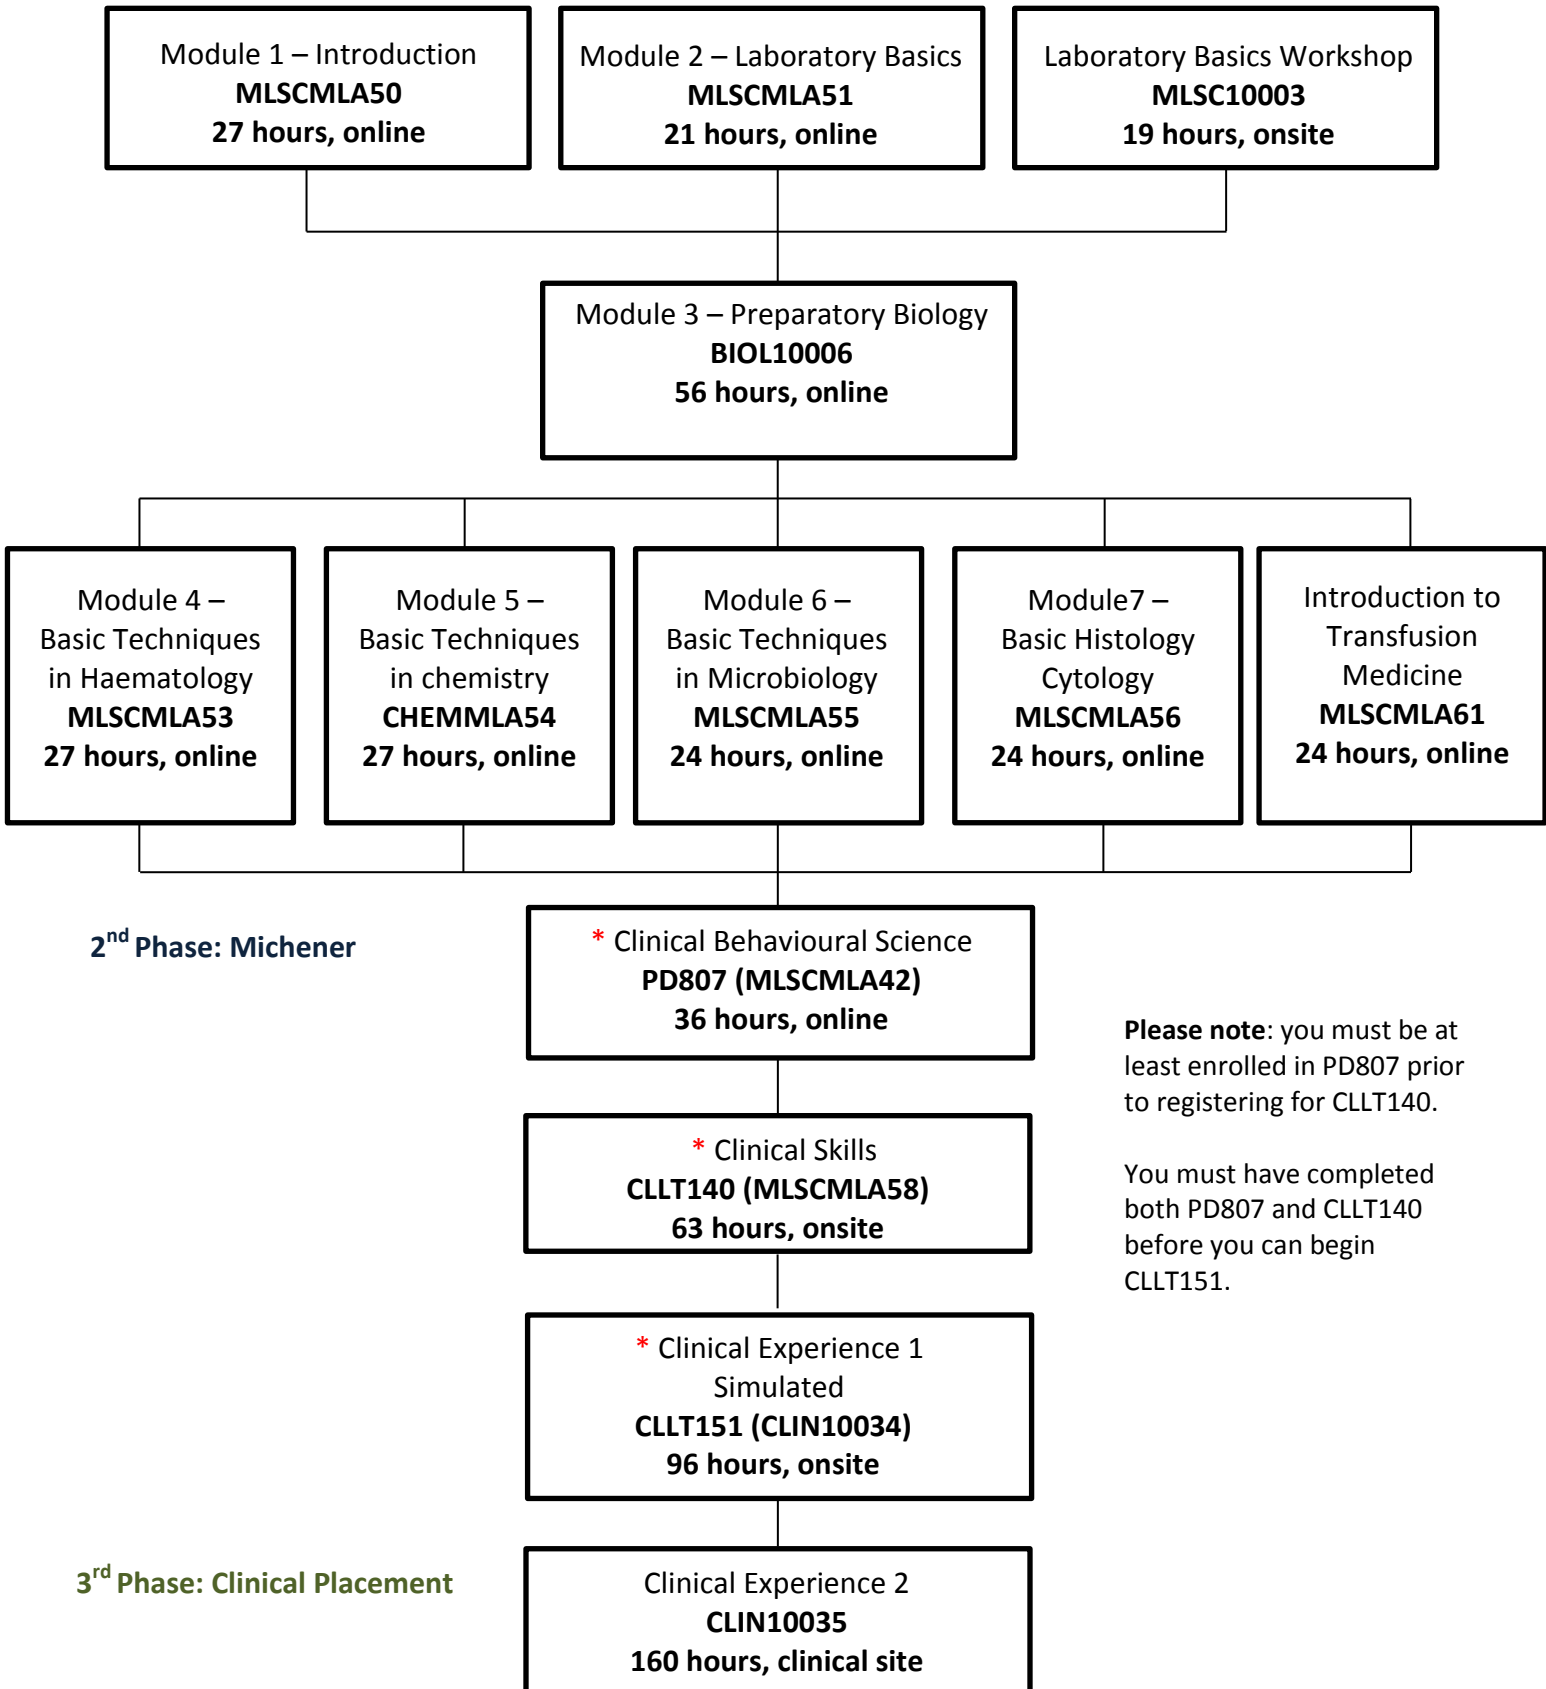 Module 1 – Introduction
MLSCMLA50
27 hours, online
Module 2 – Laboratory Basics
MLSCMLA51
21 hours, online
Laboratory Basics Workshop
MLSC10003
19 hours, onsite
Module 3 – Preparatory Biology
BIOL10006
56 hours, online
Module 4 –
Basic Techniques
in Haematology
MLSCMLA53
27 hours, online
Module 5 –
Basic Techniques
in chemistry
CHEMMLA54
27 hours, online
Module 6 –
Basic Techniques
in Microbiology
MLSCMLA55
24 hours, online
Module7 –
Basic Histology
Cytology
MLSCMLA56
24 hours, online
Introduction to
Transfusion
Medicine
MLSCMLA61
24 hours, online
2nd Phase: Michener
* Clinical Behavioural Science
PD807 (MLSCMLA42)
36 hours, online
Please note: you must be at
least enrolled in PD807 prior
to registering for CLLT140.
You must have completed
both PD807 and CLLT140
before you can begin
CLLT151.
* Clinical Skills
CLLT140 (MLSCMLA58)
63 hours, onsite
* Clinical Experience 1
Simulated
CLLT151 (CLIN10034)
96 hours, onsite
3rd Phase: Clinical Placement
Clinical Experience 2
CLIN10035
160 hours, clinical site